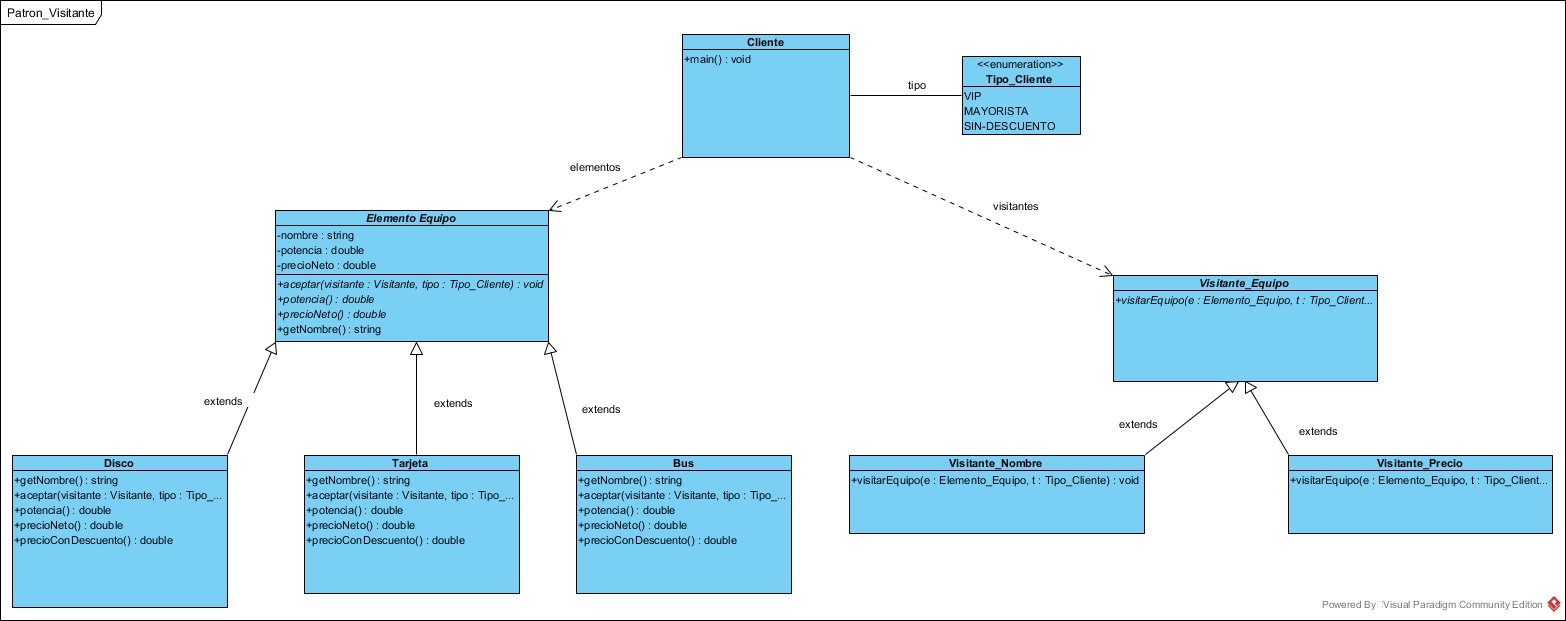 Patron_Visitante
Cliente
+main() : void
tipo
<<enumeration>>
Tipo_Cliente
VIP
MAYORISTA
SIN-DESCUENTO
elementos
visitantes
Elemento Equipo
-nombre : string
-potencia : double
-precioNeto : double
+aceptar(visitante : Visitante, tipo : Tipo_Cliente) : void
+potencia() : double
+precioNeto() : double
+getNombre() : string
Visitante_Equipo
+visitarEquipo(e : Elemento_Equipo, t : Tipo_Client...
extends
extends
extends
extends
extends
Disco
+getNombre() : string
+aceptar(visitante : Visitante, tipo : Tipo_...
+potencia() : double
+precioNeto() : double
+precioConDescuento() : double
Tarjeta
+getNombre() : string
+aceptar(visitante : Visitante, tipo : Tipo_...
+potencia() : double
+precioNeto() : double
+precioConDescuento() : double
Bus
+getNombre() : string
+aceptar(visitante : Visitante, tipo : Tipo_...
+potencia() : double
+precioNeto() : double
+precioConDescuento() : double
Visitante_Nombre
+visitarEquipo(e : Elemento_Equipo, t : Tipo_Cliente) : void
Visitante_Precio
+visitarEquipo(e : Elemento_Equipo, t : Tipo_Client...
Powered By Visual Paradigm Community Edition